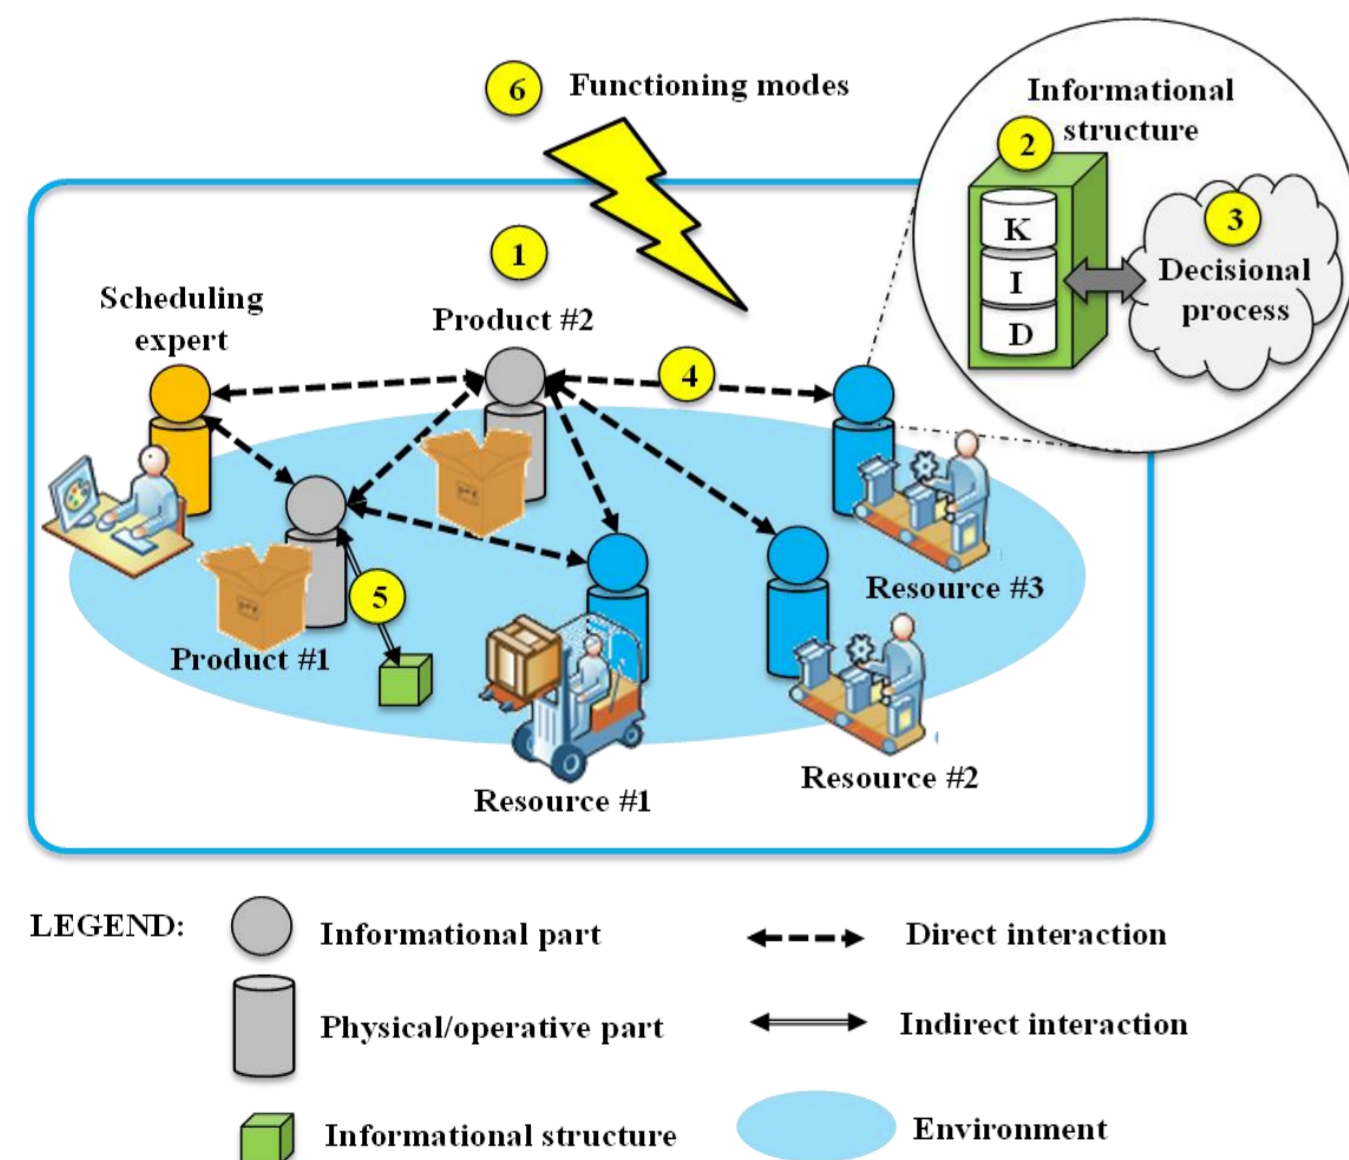 6 Functioning modes
Informational
structure
2
K
I
D
3
Decisional
process
1
Product #2
Scheduling
expert
4
5
Product #1
Resource #3
Resource #2
Resource #1
LEGEND:
Informational part
Direct interaction
Physical/operative part
Indirect interaction
Informational structure
Environment